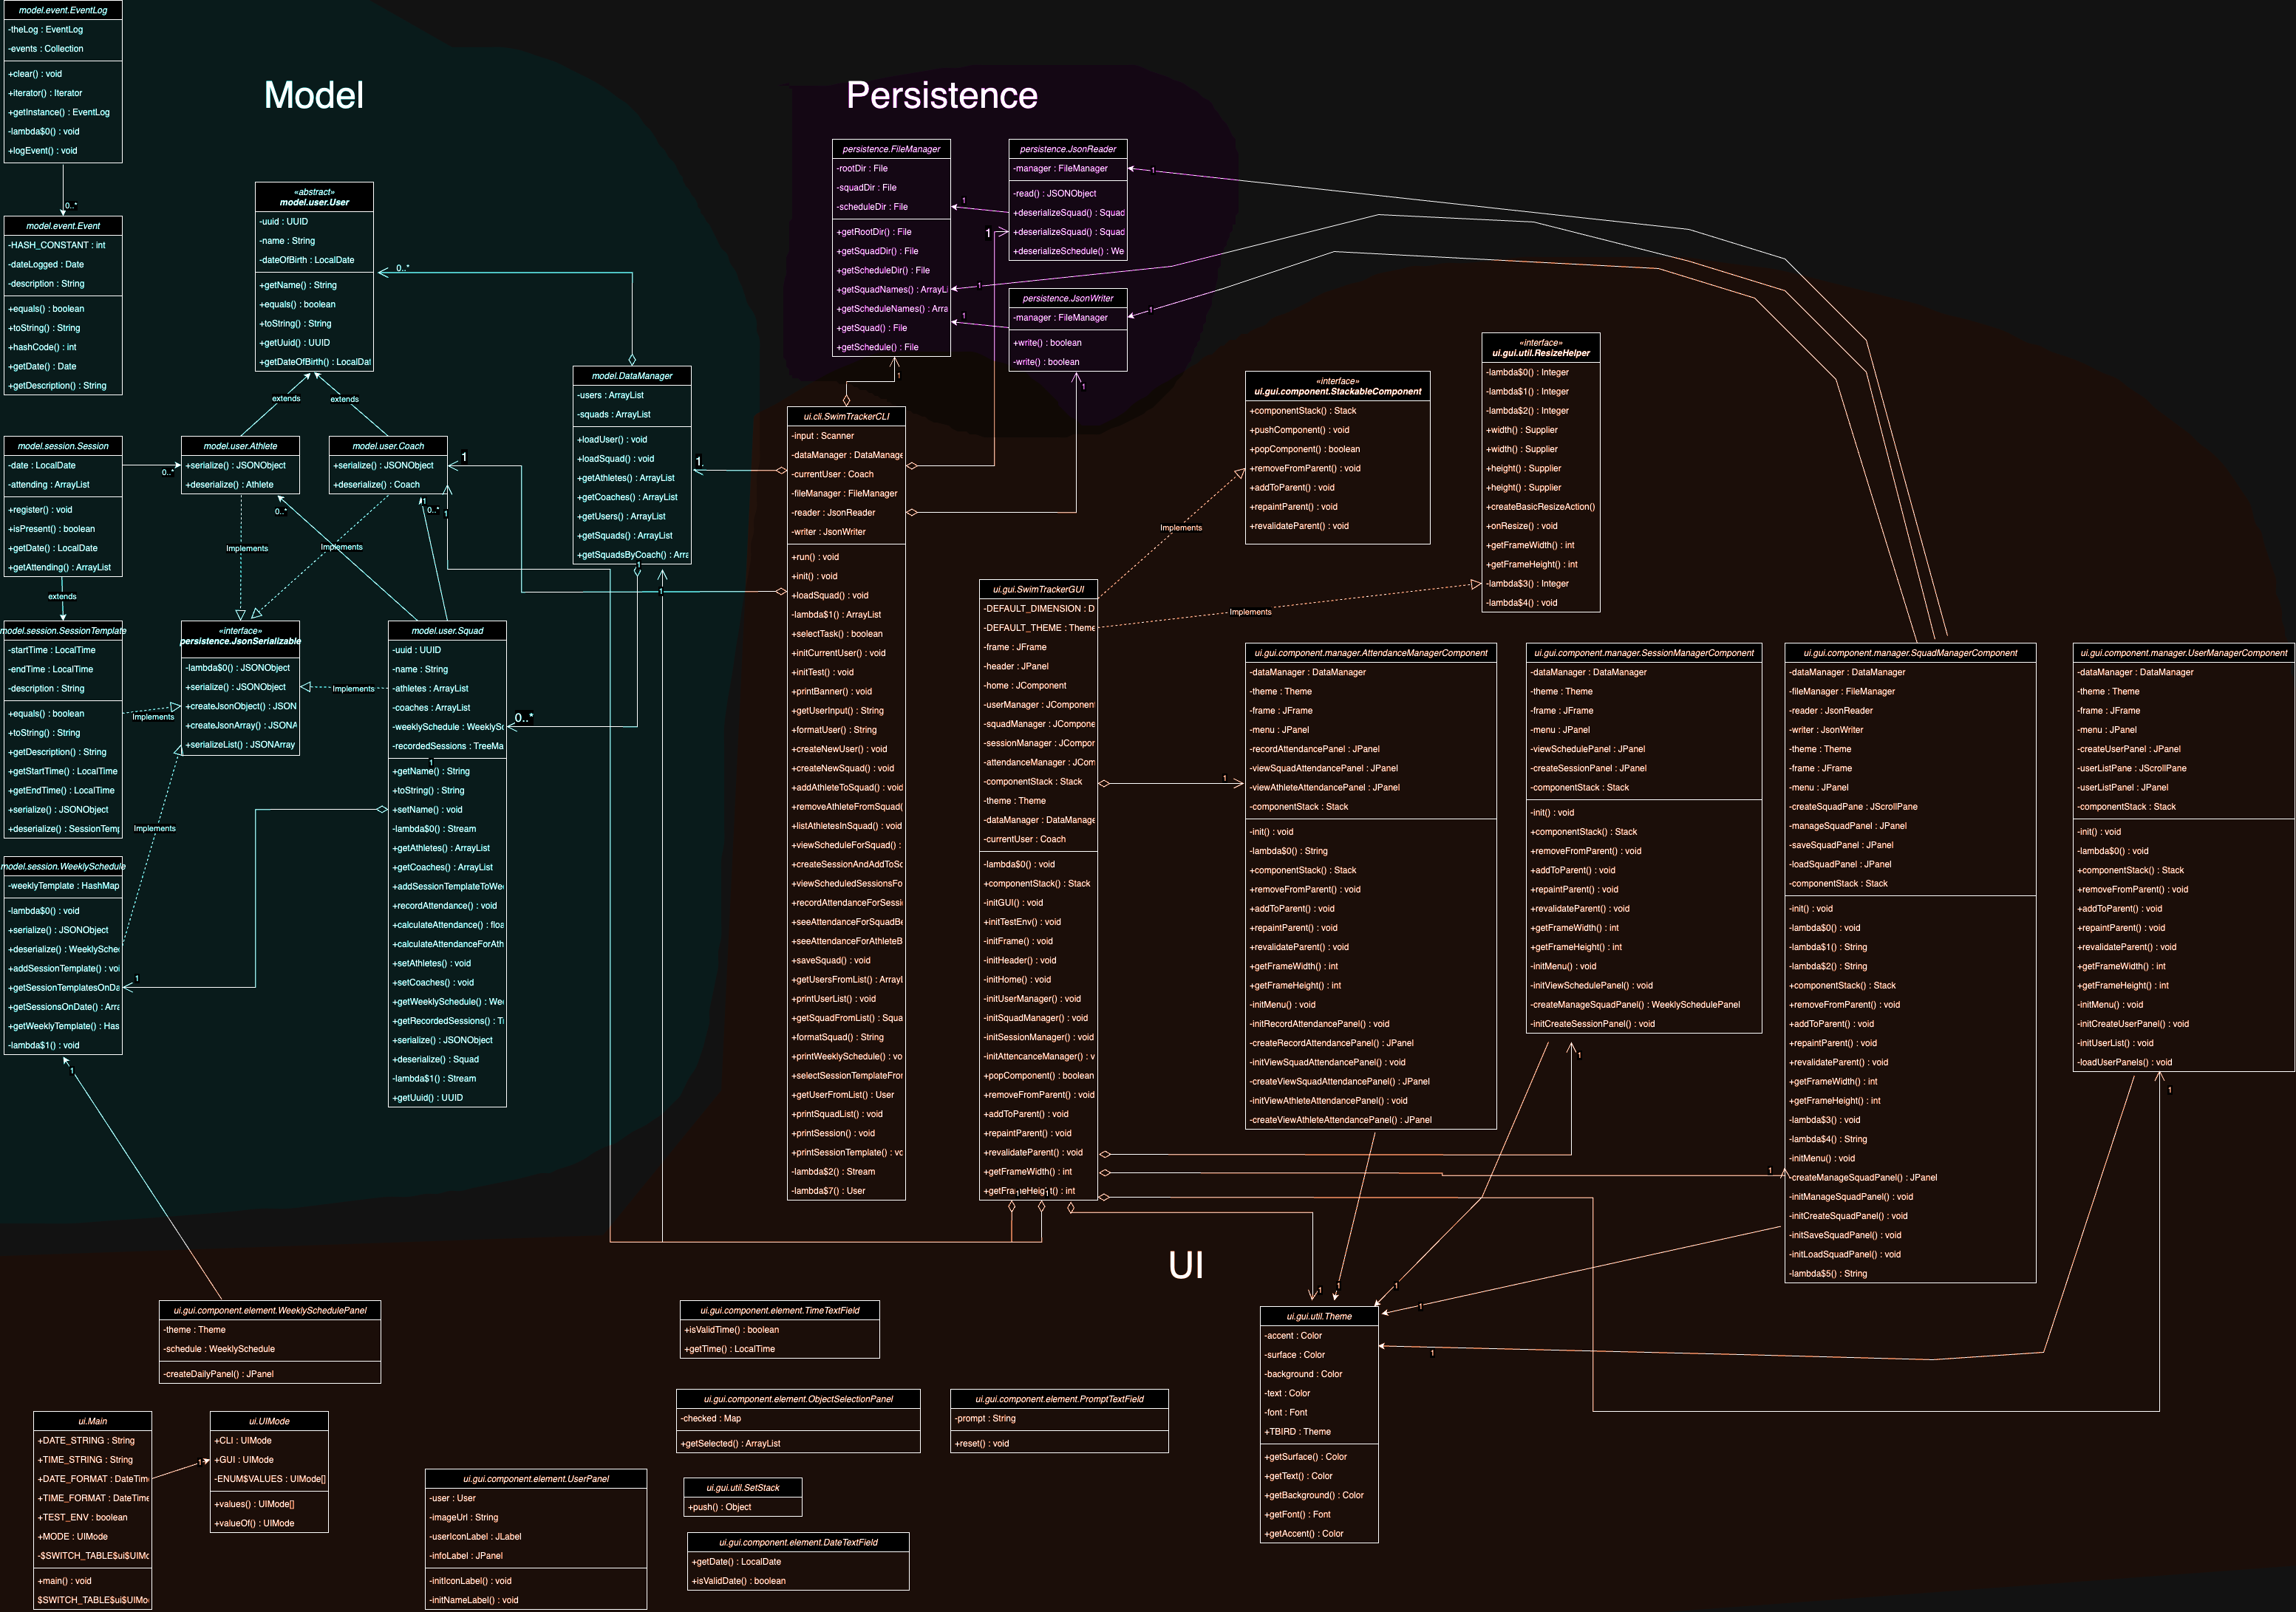 Model
Persistence
UI
model.event.EventLog
-theLog : EventLog
-events : Collection
+clear() : void
+iterator() : Iterator
+getInstance() : EventLog
-lambda$0() : void
+logEvent() : void
0..*
model.event.Event
-HASH_CONSTANT : int
-dateLogged : Date
-description : String
+equals() : boolean
+toString() : String
+hashCode() : int
+getDate() : Date
+getDescription() : String
«abstract»
model.user.User
-uuid : UUID
-name : String
-dateOfBirth : LocalDate
+getName() : String
+equals() : boolean
+toString() : String
+getUuid() : UUID
+getDateOfBirth() : LocalDat
0..*
extends
extends
model.session.Session
-date : LocalDate
-attending : ArrayList
+register() : void
+isPresent() : boolean
+getDate() : LocalDate
+getAttending() : ArrayList
0..*
extends
model.user.Athlete
+serialize() : JSONObject
+deserialize() : Athlete
0..*
model.user.Coach
+serialize() : JSONObject
+deserialize() : Coach
1
1
0..*
1
Implements
Implements
model.DataManager
-users : ArrayList
-squads : ArrayList
+loadUser() : void
+loadSquad() : void
+getAthletes() : ArrayList
+getCoaches() : ArrayList
+getUsers() : ArrayList
+getSquads() : ArrayList
+getSquadsByCoach() : Arra
1.
1
1
model.session.SessionTemplate
-startTime : LocalTime
-endTime : LocalTime
-description : String
+equals() : boolean
+toString() : String
+getDescription() : String
+getStartTime() : LocalTime
+getEndTime() : LocalTime
+serialize() : JSONObject
+deserialize() : SessionTemp
Implements
«interface»
persistence.JsonSerializable
-lambda$0() : JSONObject
+serialize() : JSONObject
+createJsonObject() : JSON
+createJsonArray() : JSONA
+serializeList() : JSONArray
Implements
Implements
model.user.Squad
-uuid : UUID
-name : String
-athletes : ArrayList
-coaches : ArrayList
-weeklySchedule : WeeklySc
-recordedSessions : TreeMa
1
+getName() : String
+toString() : String
+setName() : void
-lambda$0() : Stream
+getAthletes() : ArrayList
+getCoaches() : ArrayList
+addSessionTemplateToWee
+recordAttendance() : void
+calculateAttendance() : floa
+calculateAttendanceForAth
+setAthletes() : void
+setCoaches() : void
+getWeeklySchedule() : Wee
+getRecordedSessions() : Ti
+serialize() : JSONObject
+deserialize() : Squad
-lambda$1() : Stream
+getUuid() : UUID
0..*
model.session.WeeklySchedule
-weeklyTemplate : HashMap
-lambda$0() : void
+serialize() : JSONObject
+deserialize() : WeeklySchec
+addSessionTemplate() : voi
+getSessionTemplatesOnDa
+getSessionsOnDate() : Arra
+getWeeklyTemplate() : Has
-lambda$1() : void
1
1
persistence.FileManager
-rootDir : File
-squadDir : File
-scheduleDir : File
+getRootDir() : File
+getSquadDir() : File
+getScheduleDir() : File
+getSquadNames() : ArrayLi
+getScheduleNames() : Arra
+getSquad() : File
+getSchedule() : File
1
1
1
1
persistence.JsonReader
-manager : FileManager
-read() : JSONObject
+deserializeSquad() : Squad
+deserializeSquad() : Squad
+deserializeSchedule() : We
1
1
persistence.JsonWriter
-manager : FileManager
+write() : boolean
-write() : boolean
1
1
ui.cli.SwimTrackerCLI
-input : Scanner
-dataManager : DataManage
-currentUser : Coach
-fileManager : FileManager
-reader : JsonReader
-writer : JsonWriter
+run() : void
+init() : void
+loadSquad() : void
-lambda$1() : ArrayList
+selectTask() : boolean
+initCurrentUser() : void
+initTest() : void
+printBanner() : void
+getUserInput() : String
+formatUser() : String
+createNewUser() : void
+createNewSquad() : void
+addAthleteToSquad() : void
+removeAthleteFromSquad(
+listAthletesInSquad() : void
+viewScheduleForSquad() :
+createSessionAndAddToSc
+viewScheduledSessionsFo
+recordAttendanceForSessi
+seeAttendanceForSquadBe
+seeAttendanceForAthleteB
+saveSquad() : void
+getUsersFromList() : Arrayl
+printUserList() : void
+getSquadFromList() : Squa
+formatSquad() : String
+printWeeklySchedule() : vo
+selectSessionTemplateFro
+getUserFromList() : User
+printSquadList() : void
+printSession() : void
+printSessionTemplate() : vo
-lambda$2() : Stream
-lambda$7() : User
ui.gui.SwimTrackerGUI
-DEFAULT_DIMENSION : D
-DEFAULT_THEME : Theme
-frame : JFrame
-header : JPanel
-home : JComponent
-userManager : JComponent
-squadManager : JCompone
-sessionManager : JCompor
-attendanceManager : JCom
-componentStack : Stack
-theme : Theme
-dataManager : DataManage
-currentUser : Coach
-lambda$0() : void
+componentStack() : Stack
-initGUI() : void
+initTestEnv() : void
-initFrame() : void
-initHeader() : void
-initHome() : void
-initUserManager() : void
-initSquadManager() : void
-initSessionManager() : void
-initAttencanceManager() : v
+popComponent() : boolean
+removeFromParent() : void
+addToParent() : void
+repaintParent() : void
+revalidateParent() : void
+getFrameWidth() : int
+getFrameHeight() : int
1
1
Implements
Implements
«interface»
ui.gui.component.StackableComponent
+componentStack() : Stack
+pushComponent() : void
+popComponent() : boolean
+removeFromParent() : void
+addToParent() : void
+repaintParent() : void
+revalidateParent() : void
«interface»
ui.gui.util.ResizeHelper
-lambda$0() : Integer
-lambda$1() : Integer
-lambda$2() : Integer
+width() : Supplier
+width() : Supplier
+height() : Supplier
+height() : Supplier
+createBasicResizeAction()
+onResize() : void
+getFrameWidth() : int
+getFrameHeight() : int
-lambda$3() : Integer
-lambda$4() : void
ui.gui.component.manager.AttendanceManagerComponent
-dataManager : DataManager
-theme : Theme
-frame : JFrame
-menu : JPanel
-recordAttendancePanel : JPanel
-viewSquadAttendancePanel : JPanel
-viewAthleteAttendancePanel : JPanel
-componentStack : Stack
-init() : void
-lambda$0() : String
+componentStack() : Stack
+removeFromParent() : void
+addToParent() : void
+repaintParent() : void
+revalidateParent() : void
+getFrameWidth() : int
+getFrameHeight() : int
-initMenu() : void
-initRecordAttendancePanel() : void
-createRecordAttendancePanel() : JPanel
-initViewSquadAttendancePanel() : void
-createViewSquadAttendancePanel() : JPanel
-initViewAthleteAttendancePanel() : void
-createViewAthleteAttendancePanel() : JPanel
1
ui.gui.component.manager.SessionManagerComponent
-dataManager : DataManager
-theme : Theme
-frame : JFrame
-menu : JPanel
-viewSchedulePanel : JPanel
-createSessionPanel : JPanel
-componentStack : Stack
-init() : void
+componentStack() : Stack
+removeFromParent() : void
+addToParent() : void
+repaintParent() : void
+revalidateParent() : void
+getFrameWidth() : int
+getFrameHeight() : int
-initMenu() : void
-initViewSchedulePanel() : void
-createManageSquadPanel() : WeeklySchedulePanel
-initCreateSessionPanel() : void
1
ui.gui.component.manager.SquadManagerComponent
-dataManager : DataManager
-fileManager : FileManager
-reader : JsonReader
-writer : JsonWriter
-theme : Theme
-frame : JFrame
-menu : JPanel
-createSquadPane : JScrollPane
-manageSquadPanel : JPanel
-saveSquadPanel : JPanel
-loadSquadPanel : JPanel
-componentStack : Stack
-init() : void
-lambda$0() : void
-lambda$1() : String
-lambda$2() : String
+componentStack() : Stack
+removeFromParent() : void
+addToParent() : void
+repaintParent() : void
+revalidateParent() : void
+getFrameWidth() : int
+getFrameHeight() : int
-lambda$3() : void
-lambda$4() : String
-initMenu() : void
-createManageSquadPanel() : JPanel
-initManageSquadPanel() : void
-initCreateSquadPanel() : void
-initSaveSquadPanel() : void
-initLoadSquadPanel() : void
-lambda$5() : String
1
ui.gui.component.manager.UserManagerComponent
-dataManager : DataManager
-theme : Theme
-frame : JFrame
-menu : JPanel
-createUserPanel : JPanel
-userListPane : JScrollPane
-userListPanel : JPanel
-componentStack : Stack
-init() : void
-lambda$0() : void
+componentStack() : Stack
+removeFromParent() : void
+addToParent() : void
+repaintParent() : void
+revalidateParent() : void
+getFrameWidth() : int
+getFrameHeight() : int
-initMenu() : void
-initCreateUserPanel() : void
-initUserList() : void
-loadUserPanels() : void
1
ui.gui.component.element.WeeklySchedulePanel
-theme : Theme
-schedule : WeeklySchedule
-createDailyPanel() : JPanel
ui.gui.component.element.TimeTextField
+isValidTime() : boolean
+getTime() : LocalTime
1
1
1
1
1
ui.gui.util.Theme
-accent : Color
-surface : Color
-background : Color
-text : Color
-font : Font
+TBIRD : Theme
+getSurface() : Color
+getText() : Color
+getBackground() : Color
+getFont() : Font
+getAccent() : Color
ui.Main
+DATE_STRING : String
+TIME_STRING : String
+DATE_FORMAT : DateTim
+TIME_FORMAT : DateTime
+TEST_ENV : boolean
+MODE : UIMode
-$SWITCH_TABLE$ui$UIMo
+main() : void
$SWITCH_TABLE$ui$UIMo
1
ui.UIMode
+CLI : UIMode
+GUI : UIMode
-ENUM$VALUES : UIMode[]
+values() : UIMode[]
+valueOf() : UIMode
ui.gui.component.element.UserPanel
-user : User
-imageUrl : String
-userIconLabel : JLabel
-infoLabel : JPanel
-initIconLabel() : void
-initNameLabel() : void
ui.gui.component.element.ObjectSelectionPanel
-checked : Map
+getSelected() : ArrayList
ui.gui.component.element.PromptTextField
-prompt : String
+reset() : void
ui.gui.util.SetStack
+push() : Object
ui.gui.component.element.DateTextField
+getDate() : LocalDate
+isValidDate() : boolean